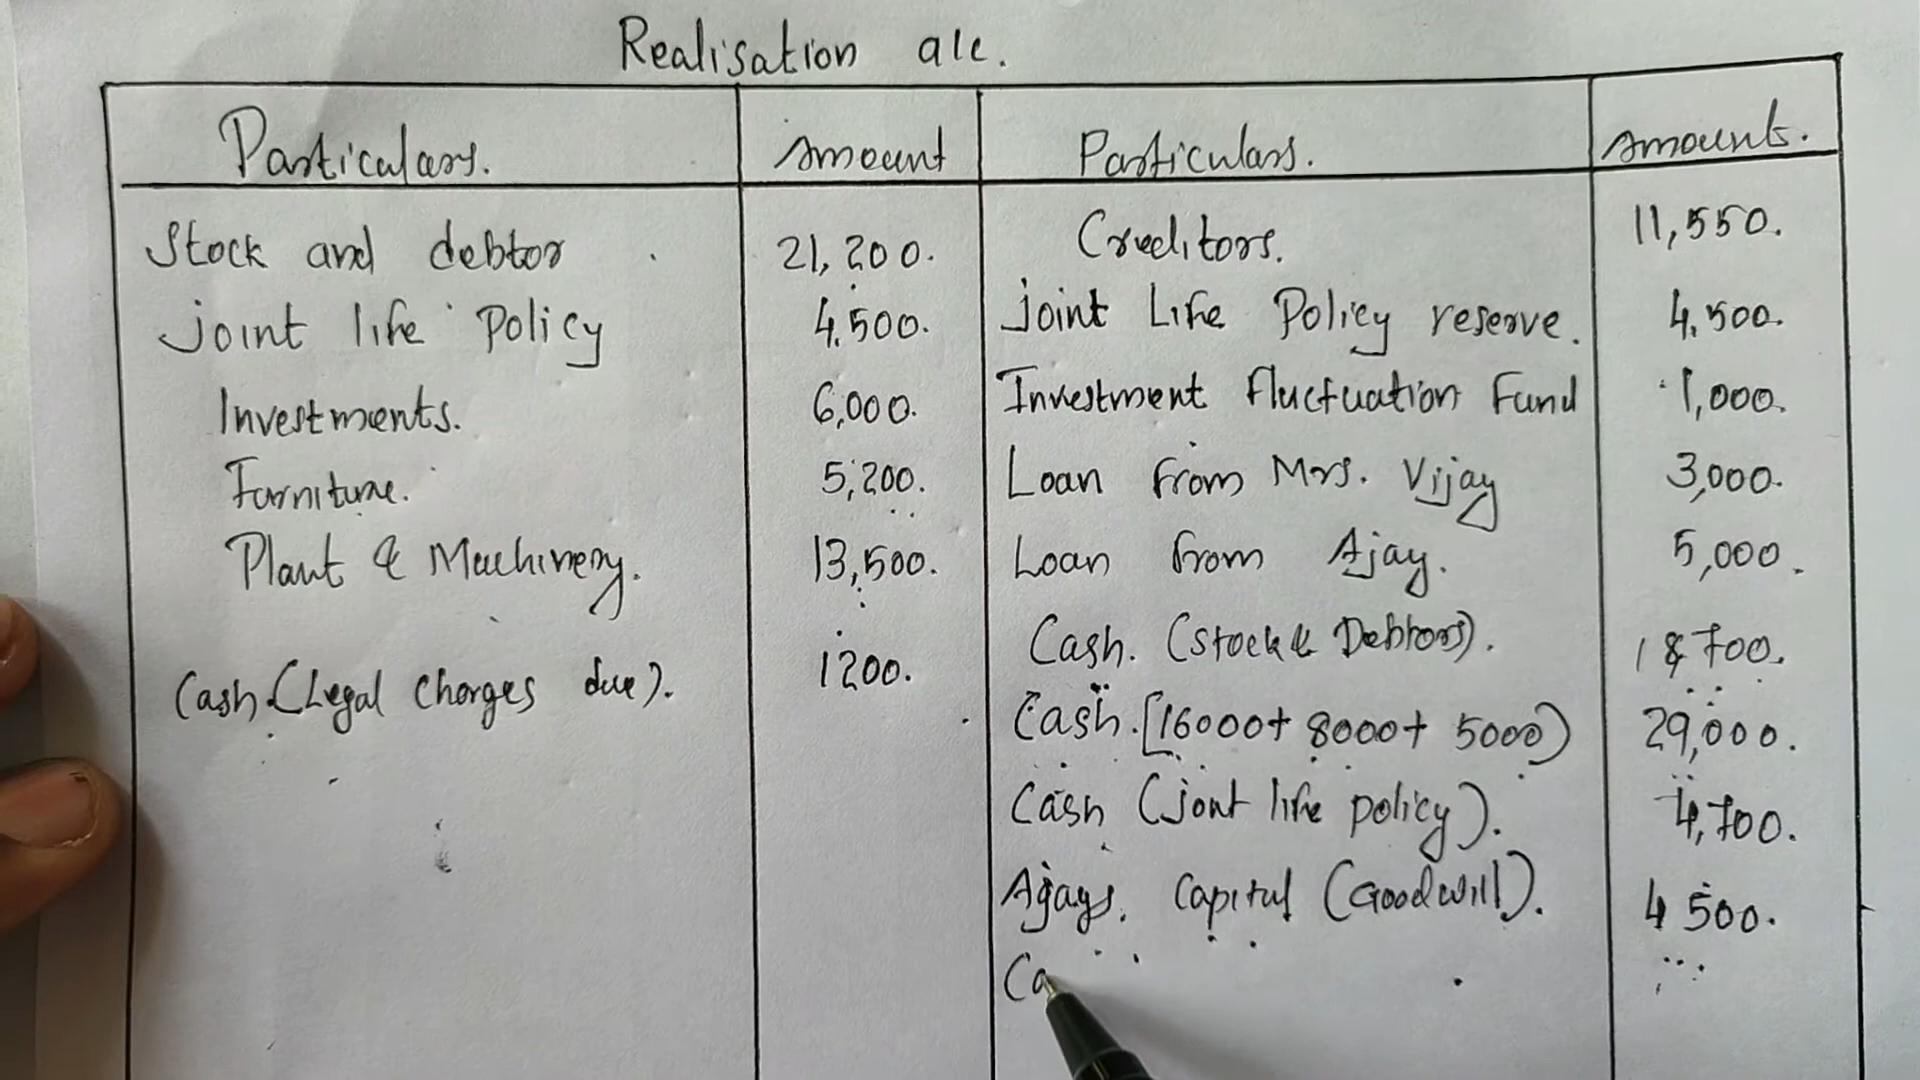 Realisation a/c.
Particulars. Amount Particulars. Amounts.
Stock and debtor 21,200. Creditors. 11,550.
joint life Policy 4,500. joint Life Policy reserve. 4,500.
Investments. 6,000. Investment Fluctuation Fund 1,000.
Furniture. 5,200. Loan from Mrs. Vijay 3,000.
Plant & Machinery. 13,500. Loan from Ajay. 5,000.
Cash. (Stock & Debtors). 18700.
Cash. (Legal Charges due). 1200.
Cash. [16000+ 8000+ 5000) 29,000.
Cash (jont life policy). 4,700.
Ajays. Capital (Goodwill). 4500.
Ca